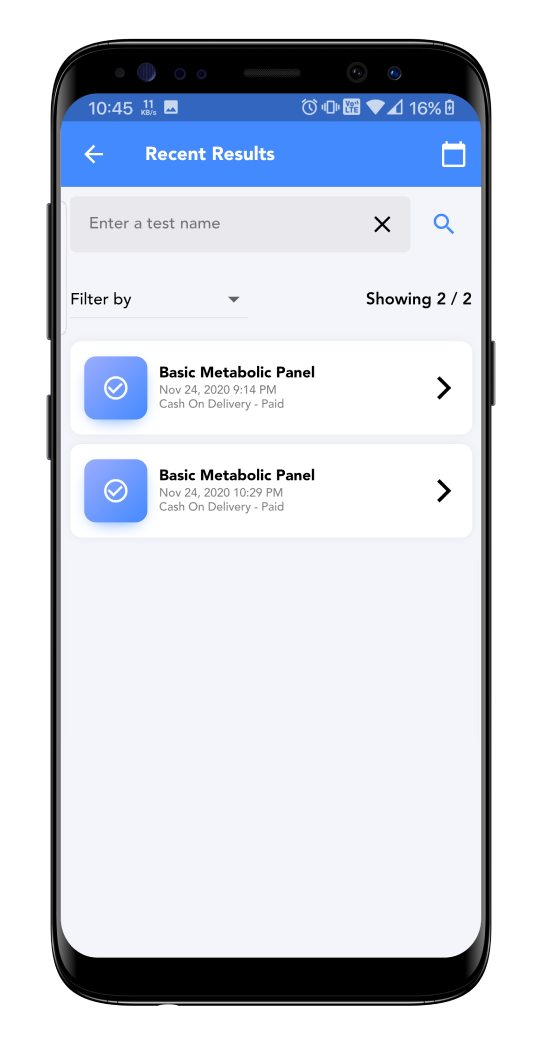 10:45 11 KB/s Vo)) LTE 16%
Recent Results
Enter a test name
Filter by
Showing 2 / 2
Basic Metabolic Panel
Nov 24, 2020 9:14 PM
Cash On Delivery - Paid
Basic Metabolic Panel
Nov 24, 2020 10:29 PM
Cash On Delivery - Paid